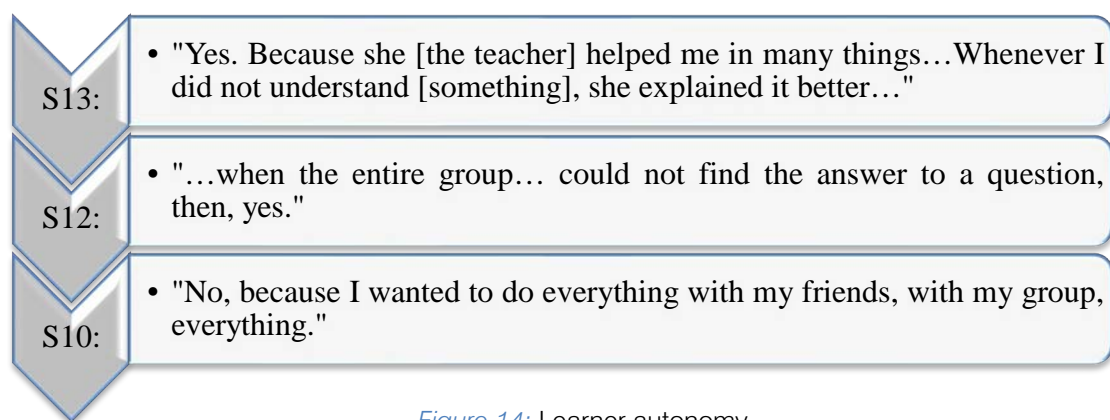 S13:
• "Yes. Because she [the teacher] helped me in many things…Whenever I
did not understand [something], she explained it better…"
S12:
• "…when the entire group… could not find the answer to a question,
then, yes."
S10:
• "No, because I wanted to do everything with my friends, with my group,
everything."
Figure 14: Learner autonomy